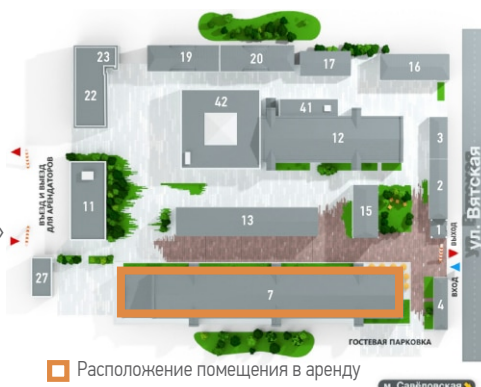 23
19
20
17
16
22
42
41
12
3
2
ВЪЕЗД И ВЫЕЗД
ДЛЯ АРЕНДАТОРОВ
11
13
15
1
ул. Вятская
ВЫХОД
ВХОД
27
7
4
ГОСТЕВАЯ ПАРКОВКА
Расположение помещения в аренду
м. Савёловская